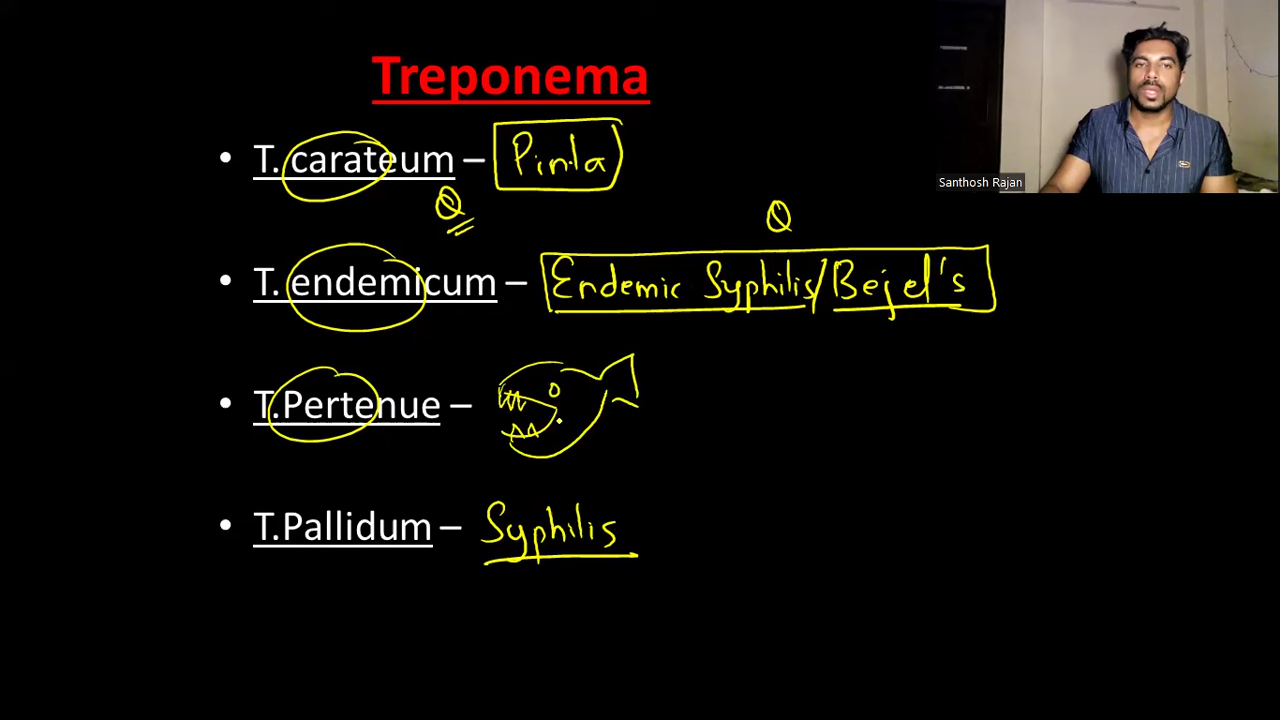 Treponema
• T. carateum – Pinta
Q
Q
• T. endemicum – Endemic Syphilis/Bejel's
• T.Pertenue –
• T.Pallidum – Syphilis
Santhosh Rajan